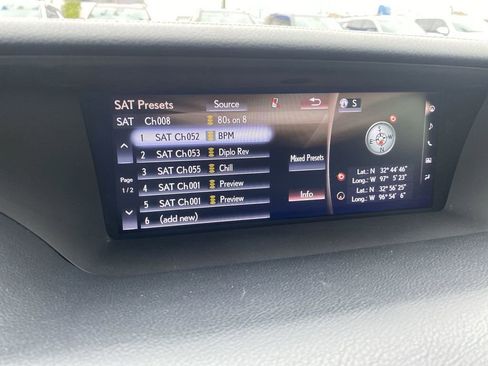 SAT Presets Source S
SAT Ch008 80s on 8
1 SAT Ch052 BPM
2 SAT Ch053 Diplo Rev
3 SAT Ch055 Chill
4 SAT Ch001 Preview
5 SAT Ch001 Preview
6 (add new)
Page
1/2
Mixed Presets
Info
S
E W
N
Lat.: N 32°44'46"
Long.: W 97° 5'23"
Lat.: N 32°56'25"
Long.: W 96°54' 6"